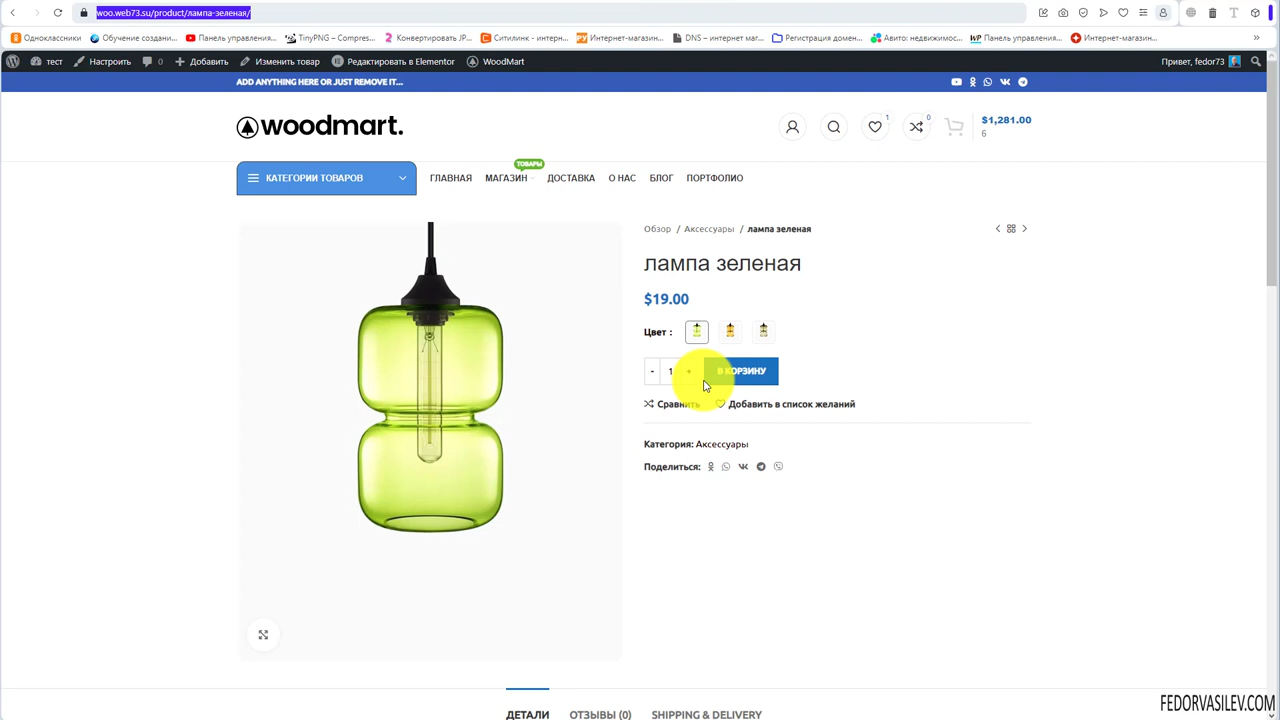 woo.web73.su/product/лампа-зеленая/
Одноклассники Обучение создани... Панель управления... TinyPNG – Compres... Конвертировать JP... Ситилинк - интерн... Интернет-магазин... DNS – интернет маг... Регистрация домен... Авито: недвижимос... Панель управления... Интернет-магазин... »
тест Настроить 0 Добавить Изменить товар Редактировать в Elementor WoodMart Привет, fedor73
ADD ANYTHING HERE OR JUST REMOVE IT...
woodmart. 1 0 $1,281.00
6
ТОВАРЫ
КАТЕГОРИИ ТОВАРОВ ГЛАВНАЯ МАГАЗИН ДОСТАВКА О НАС БЛОГ ПОРТФОЛИО
Обзор / Аксессуары / лампа зеленая
лампа зеленая
$19.00
Цвет :
- 1 + В КОРЗИНУ
Сравнить Добавить в список желаний
Категория: Аксессуары
Поделиться:
ДЕТАЛИ ОТЗЫВЫ (0) SHIPPING & DELIVERY
FEDORVASILEV.COM